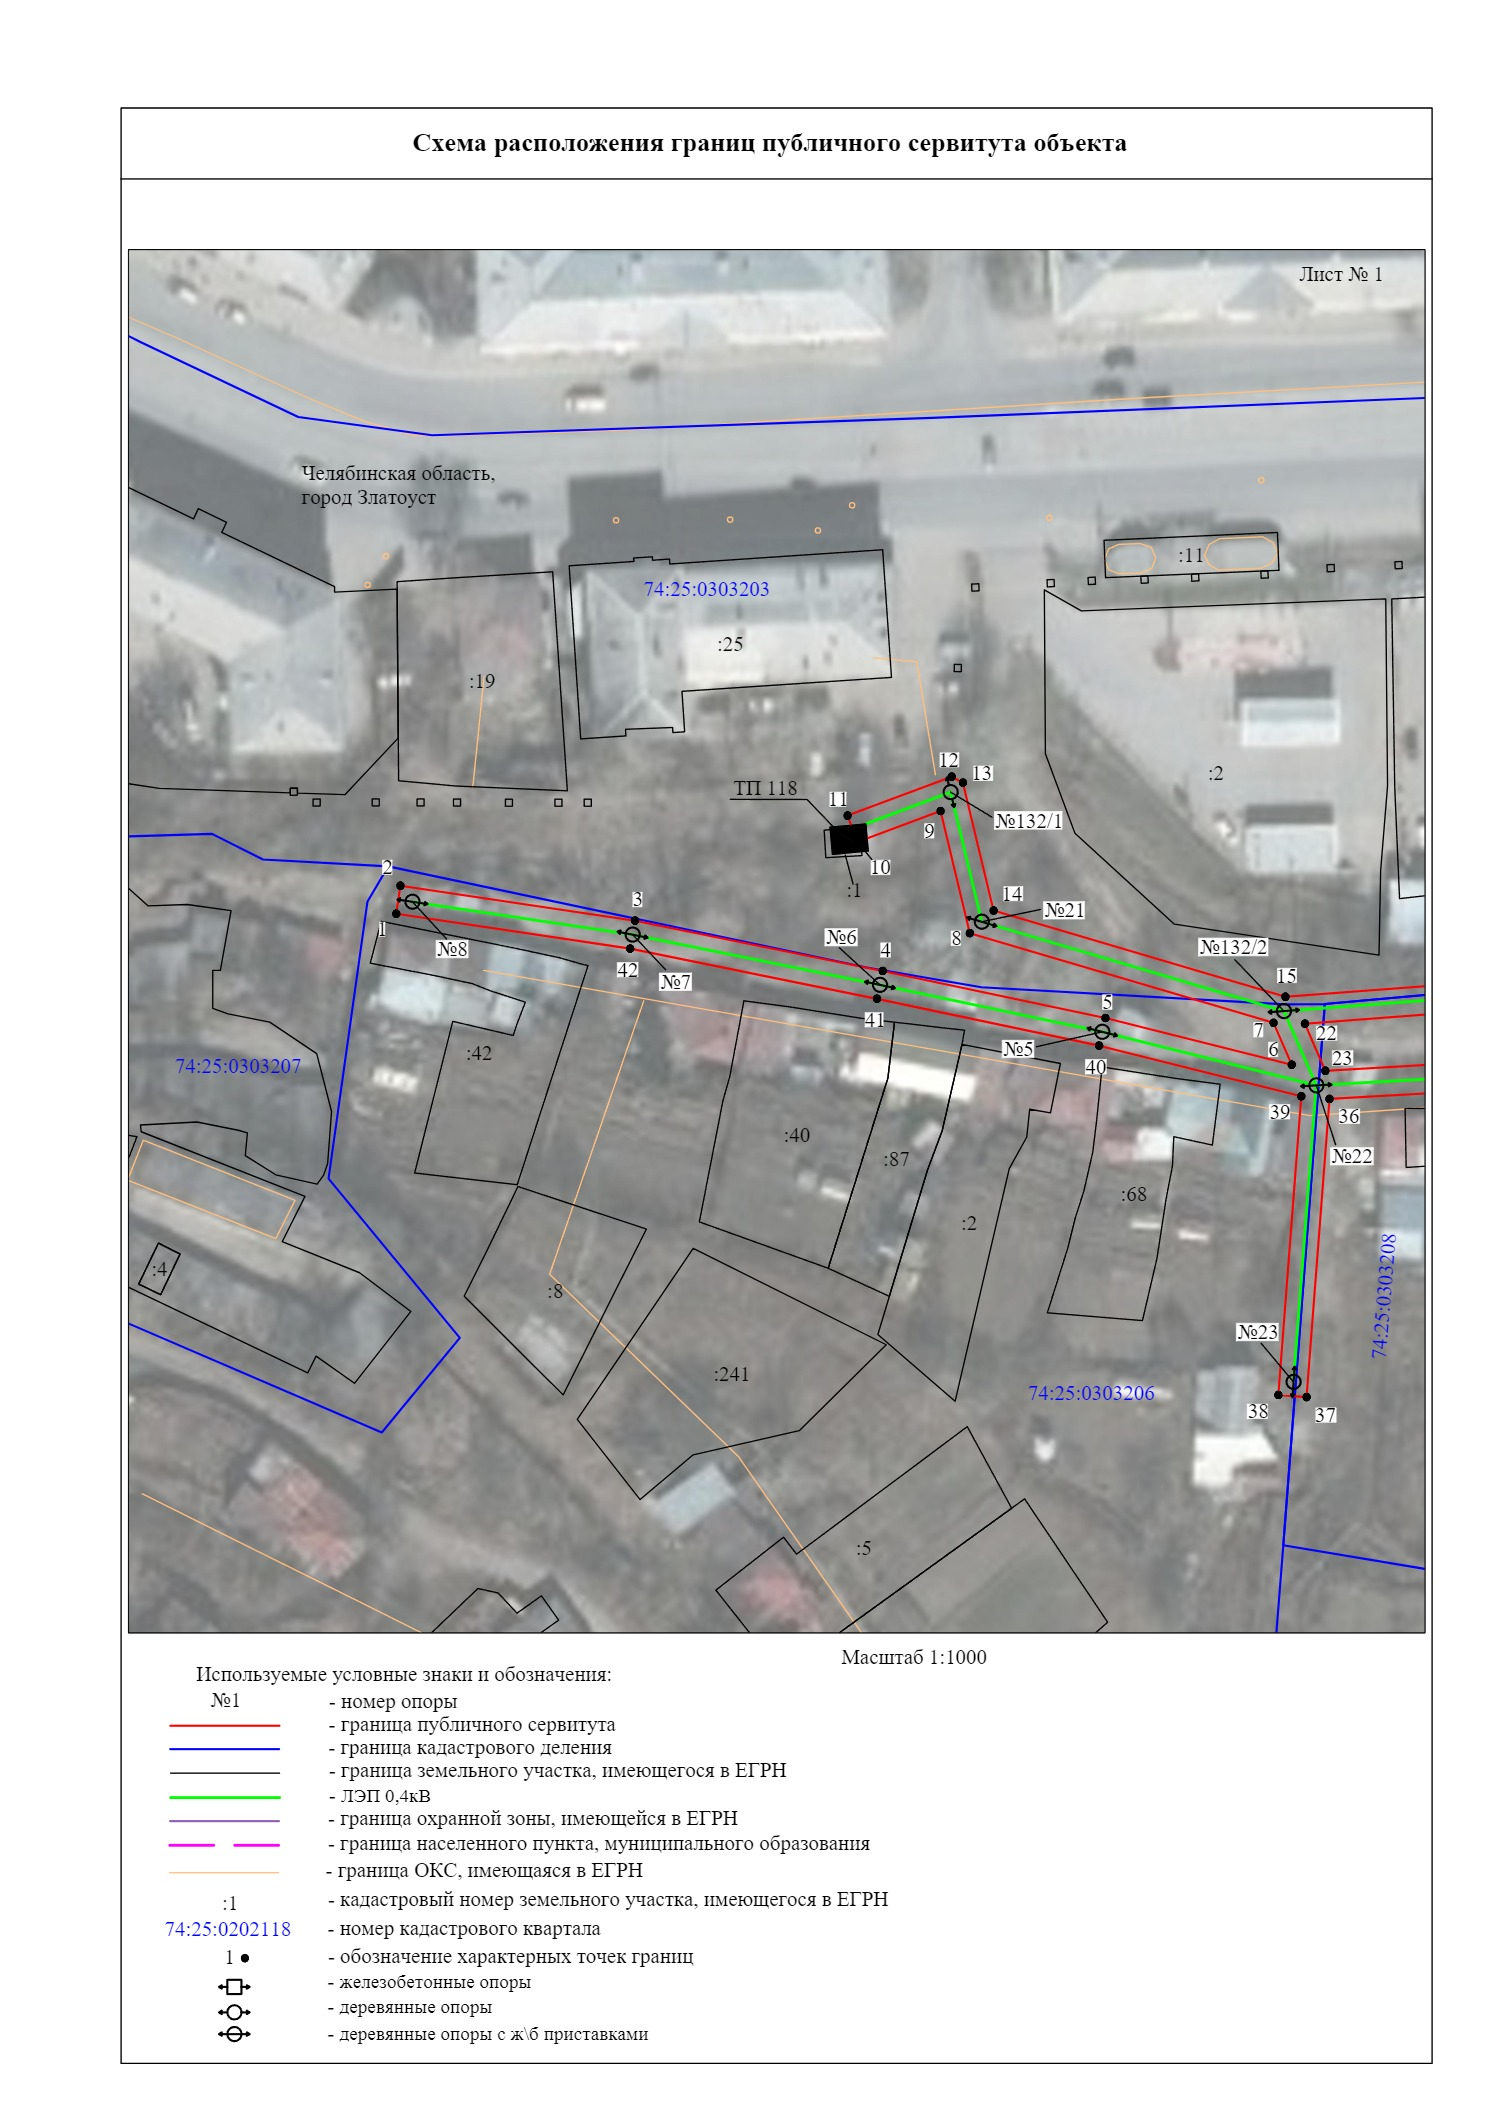 Схема расположения границ публичного сервитута объекта
Лист № 1
Челябинская область,
город Златоуст
:11
74:25:0303203
:25
:19
12
13
:2
ТП 118
11
№132/1
9
2
10
:1
3
14
№21
1
№6
8
№132/2
№8
4
42
№7
15
5
41
7
22
№5
6
23
:42
74:25:0303207
40
39
36
:40
№22
:87
:68
:2
:4
:8
74:25:0303208
№23
:241
74:25:0303206
38
37
:5
Масштаб 1:1000
Используемые условные знаки и обозначения:
№1 - номер опоры
- граница публичного сервитута
- граница кадастрового деления
- граница земельного участка, имеющегося в ЕГРН
- ЛЭП 0,4кВ
- граница охранной зоны, имеющейся в ЕГРН
- граница населенного пункта, муниципального образования
- граница ОКС, имеющаяся в ЕГРН
:1 - кадастровый номер земельного участка, имеющегося в ЕГРН
74:25:0202118 - номер кадастрового квартала
1 - обозначение характерных точек границ
- железобетонные опоры
- деревянные опоры
- деревянные опоры с ж\б приставками